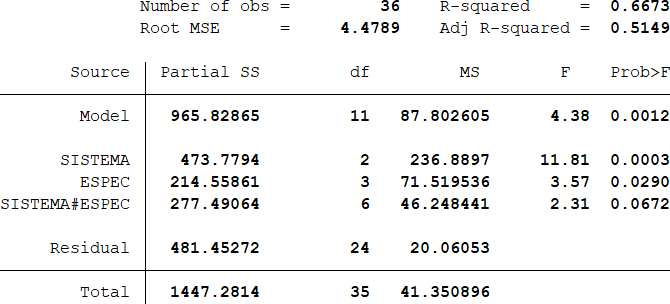 Number of obs = 36 R-squared = 0.6673
Root MSE = 4.4789 Adj R-squared = 0.5149
Source Partial SS df MS F Prob>F
Model 965.82865 11 87.802605 4.38 0.0012
SISTEMA 473.7794 2 236.8897 11.81 0.0003
ESPEC 214.55861 3 71.519536 3.57 0.0290
SISTEMA#ESPEC 277.49064 6 46.248441 2.31 0.0672
Residual 481.45272 24 20.06053
Total 1447.2814 35 41.350896